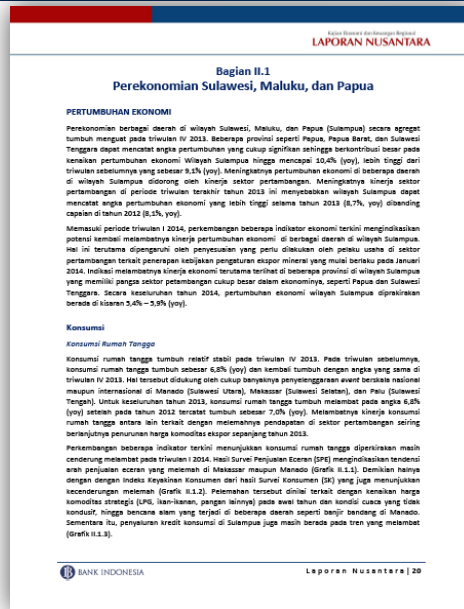 Kajian Ekonomi dan Keuangan Regional
LAPORAN NUSANTARA
Bagian II.1
Perekonomian Sulawesi, Maluku, dan Papua
PERTUMBUHAN EKONOMI
Perekonomian berbagai daerah di wilayah Sulawesi, Maluku, dan Papua (Sulampua) secara agregat
tumbuh menguat pada triwulan IV 2013. Beberapa provinsi seperti Papua, Papua Barat, dan Sulawesi
Tenggara dapat mencatat angka pertumbuhan yang cukup signifikan sehingga berkontribusi besar pada
kenaikan pertumbuhan ekonomi Wilayah Sulampua hingga mencapai 10,4% (yoy), lebih tinggi dari
triwulan sebelumnya yang sebesar 9,1% (yoy). Meningkatnya pertumbuhan ekonomi di beberapa daerah
di wilayah Sulampua didorong oleh kinerja sektor pertambangan. Meningkatnya kinerja sektor
pertambangan di periode triwulan terakhir tahun 2013 ini menyebabkan wilayah Sulampua dapat
mencatat angka pertumbuhan ekonomi yang lebih tinggi selama tahun 2013 (8,7%, yoy) dibanding
capaian di tahun 2012 (8,1%, yoy).
Memasuki periode triwulan I 2014, perkembangan beberapa indikator ekonomi terkini mengindikasikan
potensi kembali melambatnya kinerja pertumbuhan ekonomi di berbagai daerah di wilayah Sulampua.
Hal ini terutama dipengaruhi oleh penyesuaian yang perlu dilakukan oleh pelaku usaha di sektor
pertambangan terkait penerapan kebijakan pengaturan ekspor mineral yang mulai berlaku pada Januari
2014. Indikasi melambatnya kinerja ekonomi terutama terlihat di beberapa provinsi di wilayah Sulampua
yang memiliki pangsa sektor petambangan cukup besar dalam ekonominya, seperti Papua dan Sulawesi
Tenggara. Secara keseluruhan tahun 2014, pertumbuhan ekonomi wilayah Sulampua diprakirakan
berada di kisaran 5,4% – 5,9% (yoy).
Konsumsi
Konsumsi Rumah Tangga
Konsumsi rumah tangga tumbuh relatif stabil pada triwulan IV 2013. Pada triwulan sebelumnya,
konsumsi rumah tangga tumbuh sebesar 6,8% (yoy) dan kembali tumbuh dengan angka yang sama di
triwulan IV 2013. Hal tersebut didukung oleh cukup banyaknya penyelenggaraan event berskala nasional
maupun internasional di Manado (Sulawesi Utara), Makassar (Sulawesi Selatan), dan Palu (Sulawesi
Tengah). Untuk keseluruhan tahun 2013, konsumsi rumah tangga tumbuh melambat pada angka 6,8%
(yoy) setelah pada tahun 2012 tercatat tumbuh sebesar 7,0% (yoy). Melambatnya kinerja konsumsi
rumah tangga antara lain terkait dengan melemahnya pendapatan di sektor pertambangan seiring
berlanjutnya penurunan harga komoditas ekspor sepanjang tahun 2013.
Perkembangan beberapa indikator terkini menunjukkan konsumsi rumah tangga diperkirakan masih
cenderung melambat pada triwulan I 2014. Hasil Survei Penjualan Eceran (SPE) mengindikasikan tendensi
arah penjualan eceran yang melemah di Makassar maupun Manado (Grafik II.1.1). Demikian halnya
dengan dengan Indeks Keyakinan Konsumen dari hasil Survei Konsumen (SK) yang juga menunjukkan
kecenderungan melemah (Grafik II.1.2). Pelemahan tersebut dinilai terkait dengan kenaikan harga
komoditas strategis (LPG, ikan-ikanan, pangan lainnya) pada awal tahun dan kondisi cuaca yang tidak
kondusif, hingga bencana alam yang terjadi di beberapa daerah seperti banjir bandang di Manado.
Sementara itu, penyaluran kredit konsumsi di Sulampua juga masih berada pada tren yang melambat
(Grafik II.1.3).
BANK INDONESIA
Laporan Nusantara | 20